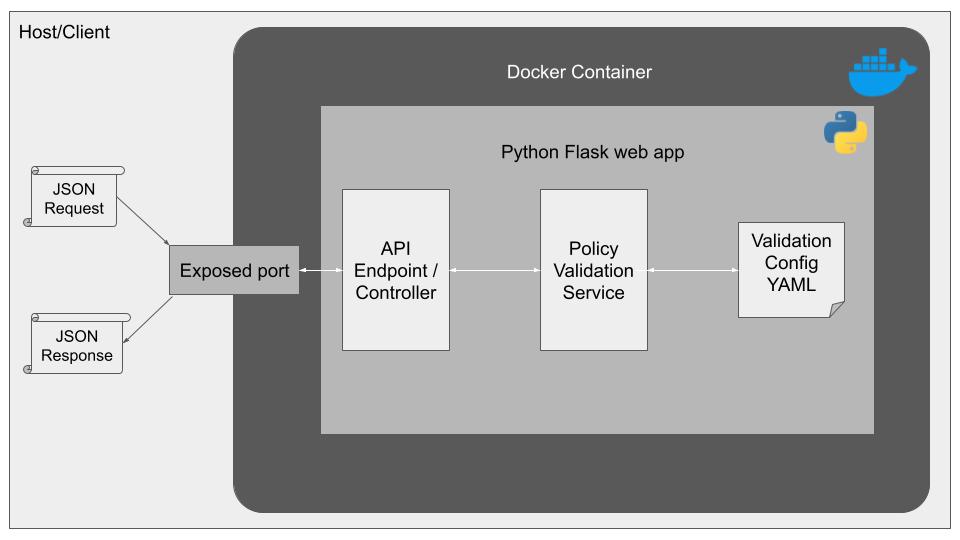 Host/Client
Docker Container
Python Flask web app
JSON
Request
Exposed port
JSON
Response
API
Endpoint /
Controller
Policy
Validation
Service
Validation
Config
YAML